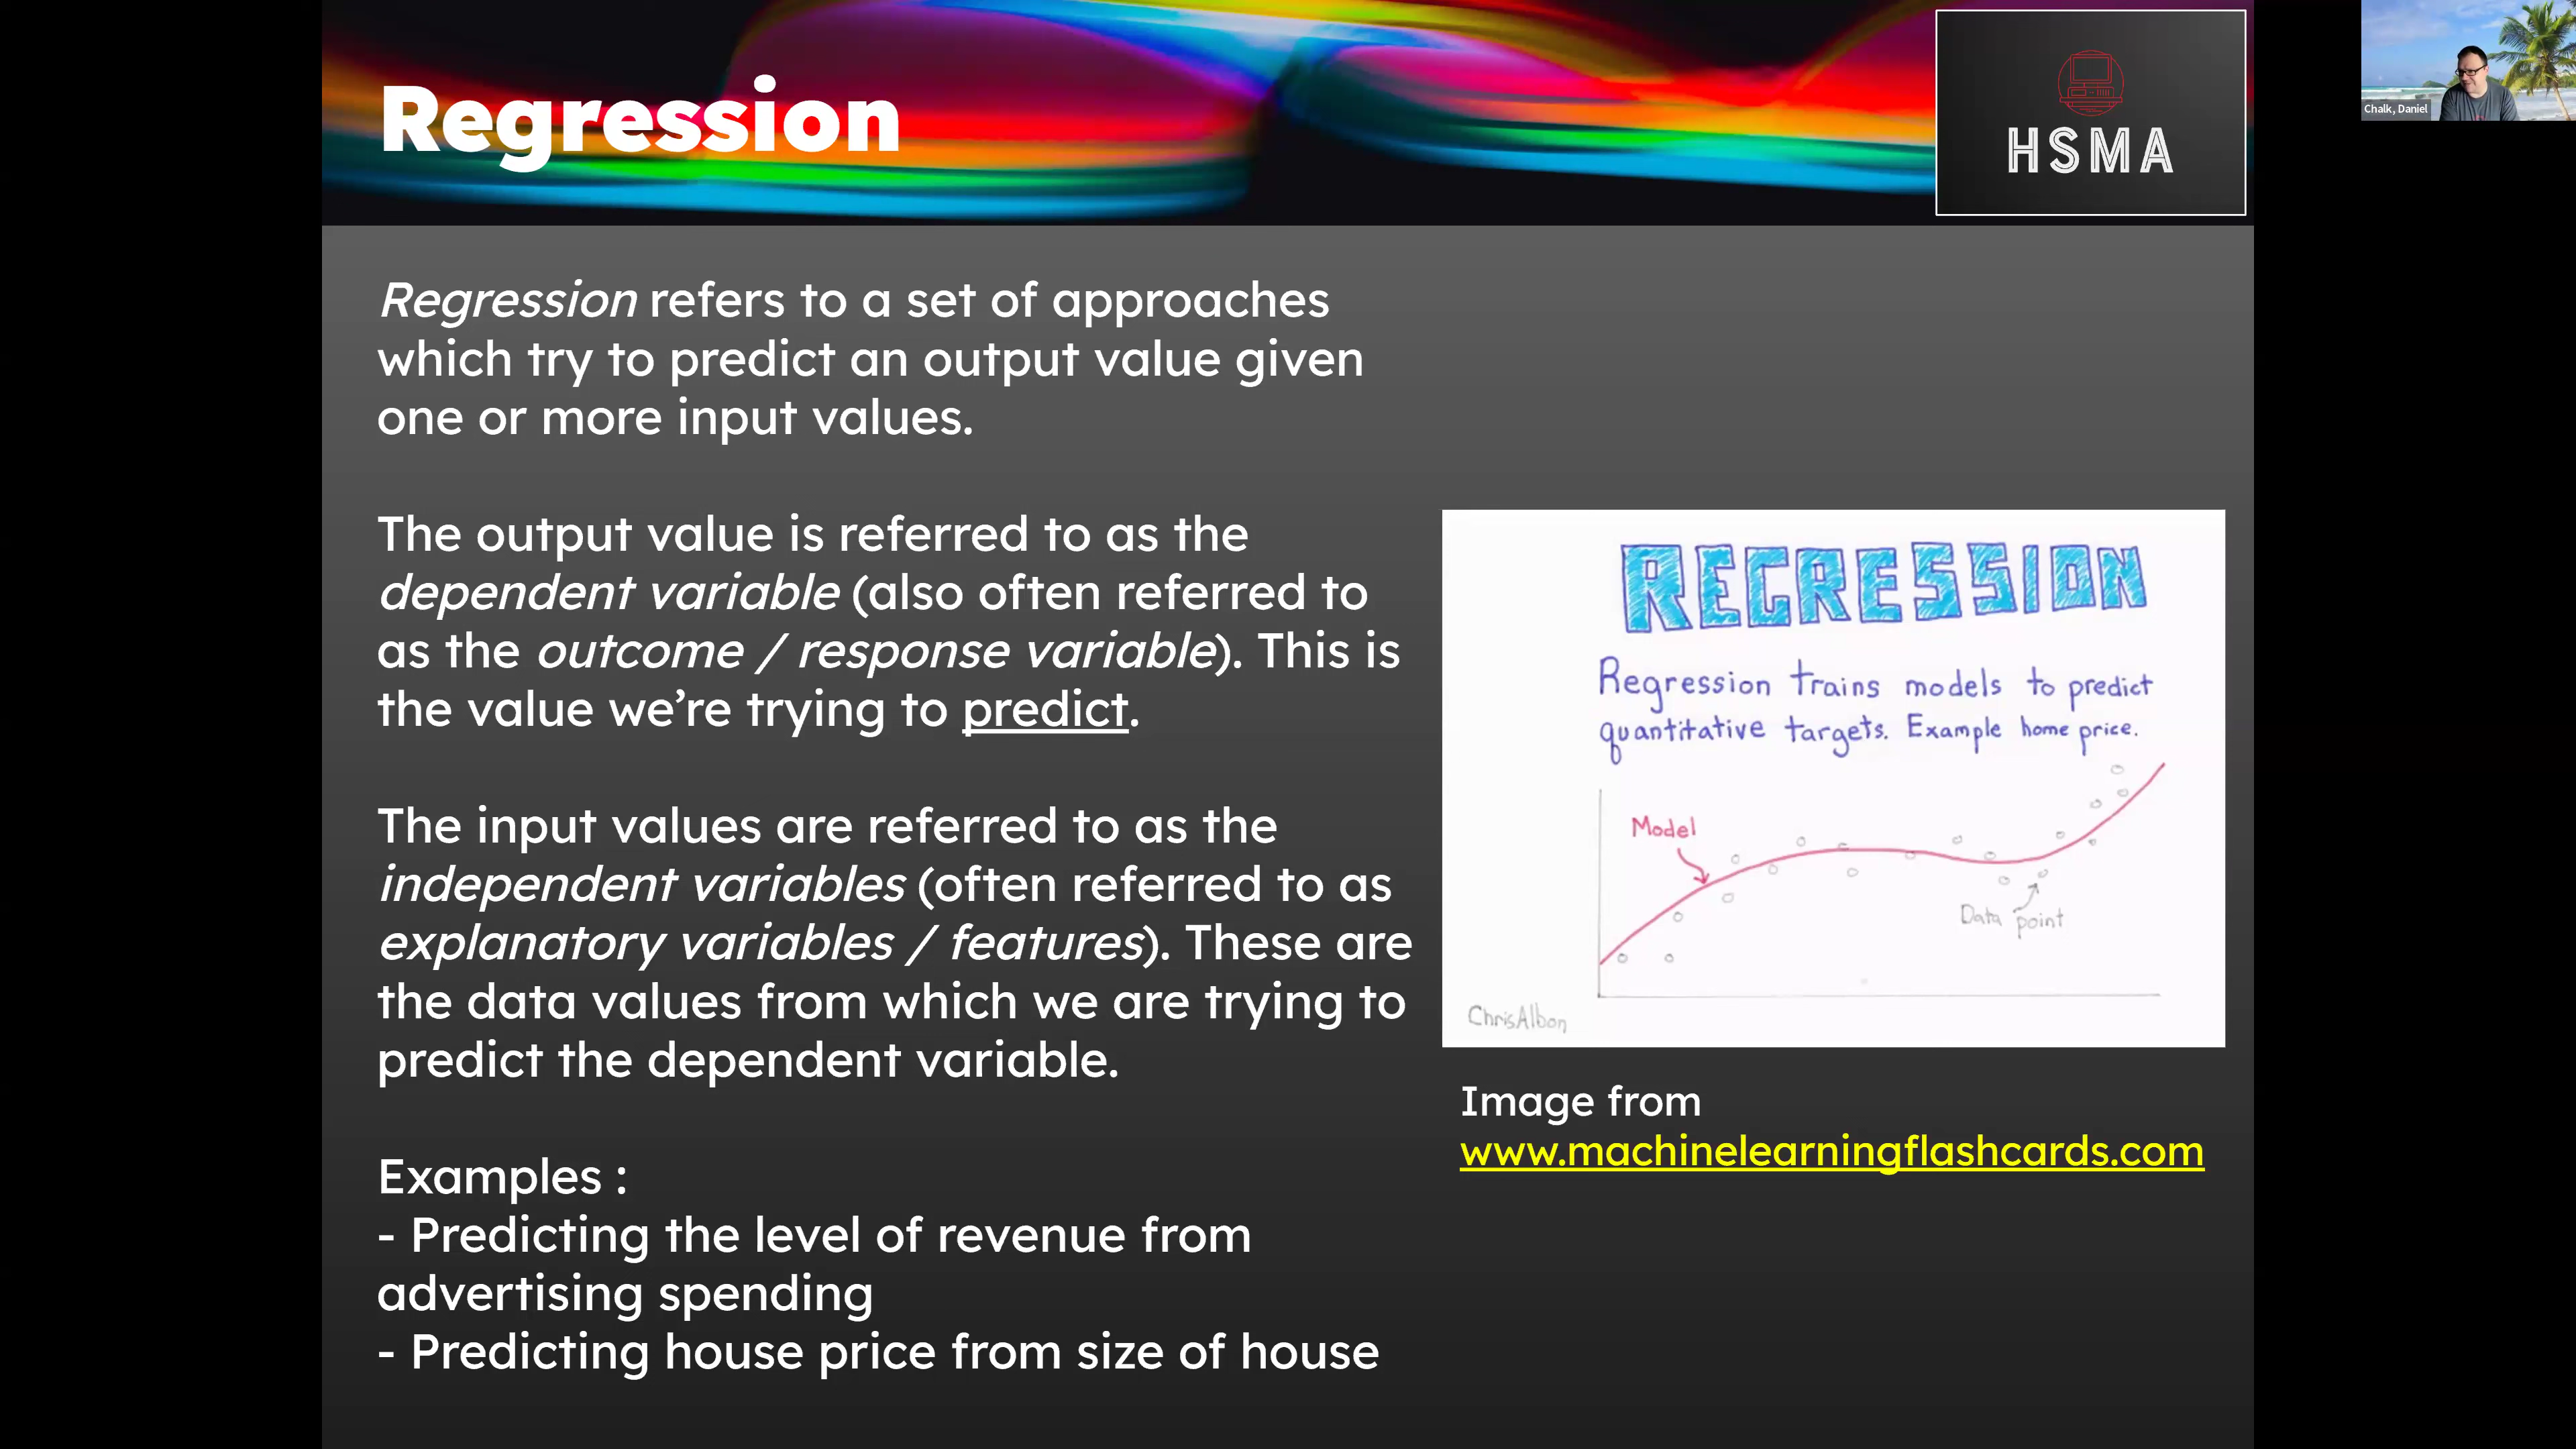 Regression
HSMA
Chalk, Daniel
Regression refers to a set of approaches
which try to predict an output value given
one or more input values.
The output value is referred to as the
dependent variable (also often referred to
as the outcome / response variable). This is
the value we're trying to predict.
The input values are referred to as the
independent variables (often referred to as
explanatory variables / features). These are
the data values from which we are trying to
predict the dependent variable.
Examples :
- Predicting the level of revenue from
advertising spending
- Predicting house price from size of house
REGRESSION
Regression trains models to predict
quantitative targets. Example home price.
Model
Data point
ChrisAlbon
Image from
www.machinelearningflashcards.com